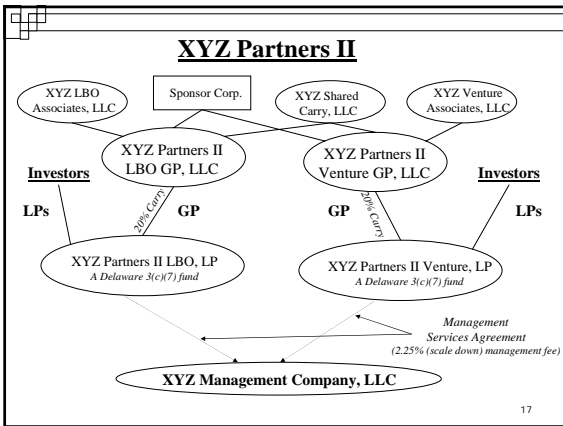 XYZ Partners II
XYZ LBO
Associates, LLC
Sponsor Corp.
XYZ Shared
Carry, LLC
XYZ Venture
Associates, LLC
XYZ Partners II
LBO GP, LLC
XYZ Partners II
Venture GP, LLC
Investors
Investors
LPs
20% Carry
GP
GP
20% Carry
LPs
XYZ Partners II LBO, LP
A Delaware 3(c)(7) fund
XYZ Partners II Venture, LP
A Delaware 3(c)(7) fund
Management
Services Agreement
(2.25% (scale down) management fee)
XYZ Management Company, LLC
17